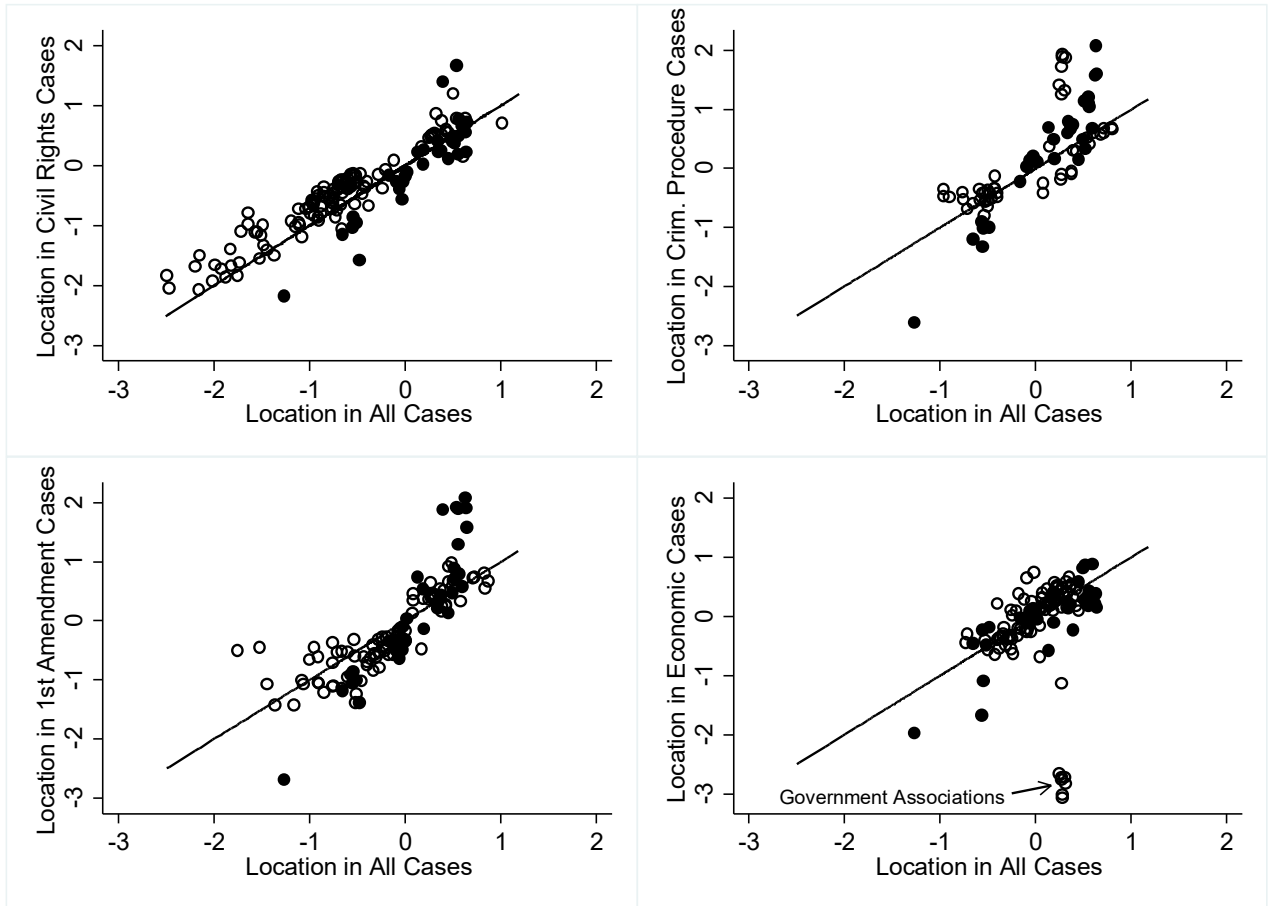 Location in Civil Rights Cases
2
1
0
-1
-2
-3
-3 -2 -1 0 1 2
Location in All Cases
Location in Crim. Procedure Cases
2
1
0
-1
-2
-3
-3 -2 -1 0 1 2
Location in All Cases
Location in 1st Amendment Cases
2
1
0
-1
-2
-3
-3 -2 -1 0 1 2
Location in All Cases
Location in Economic Cases
2
1
0
-1
-2
-3
Government Associations
-3 -2 -1 0 1 2
Location in All Cases